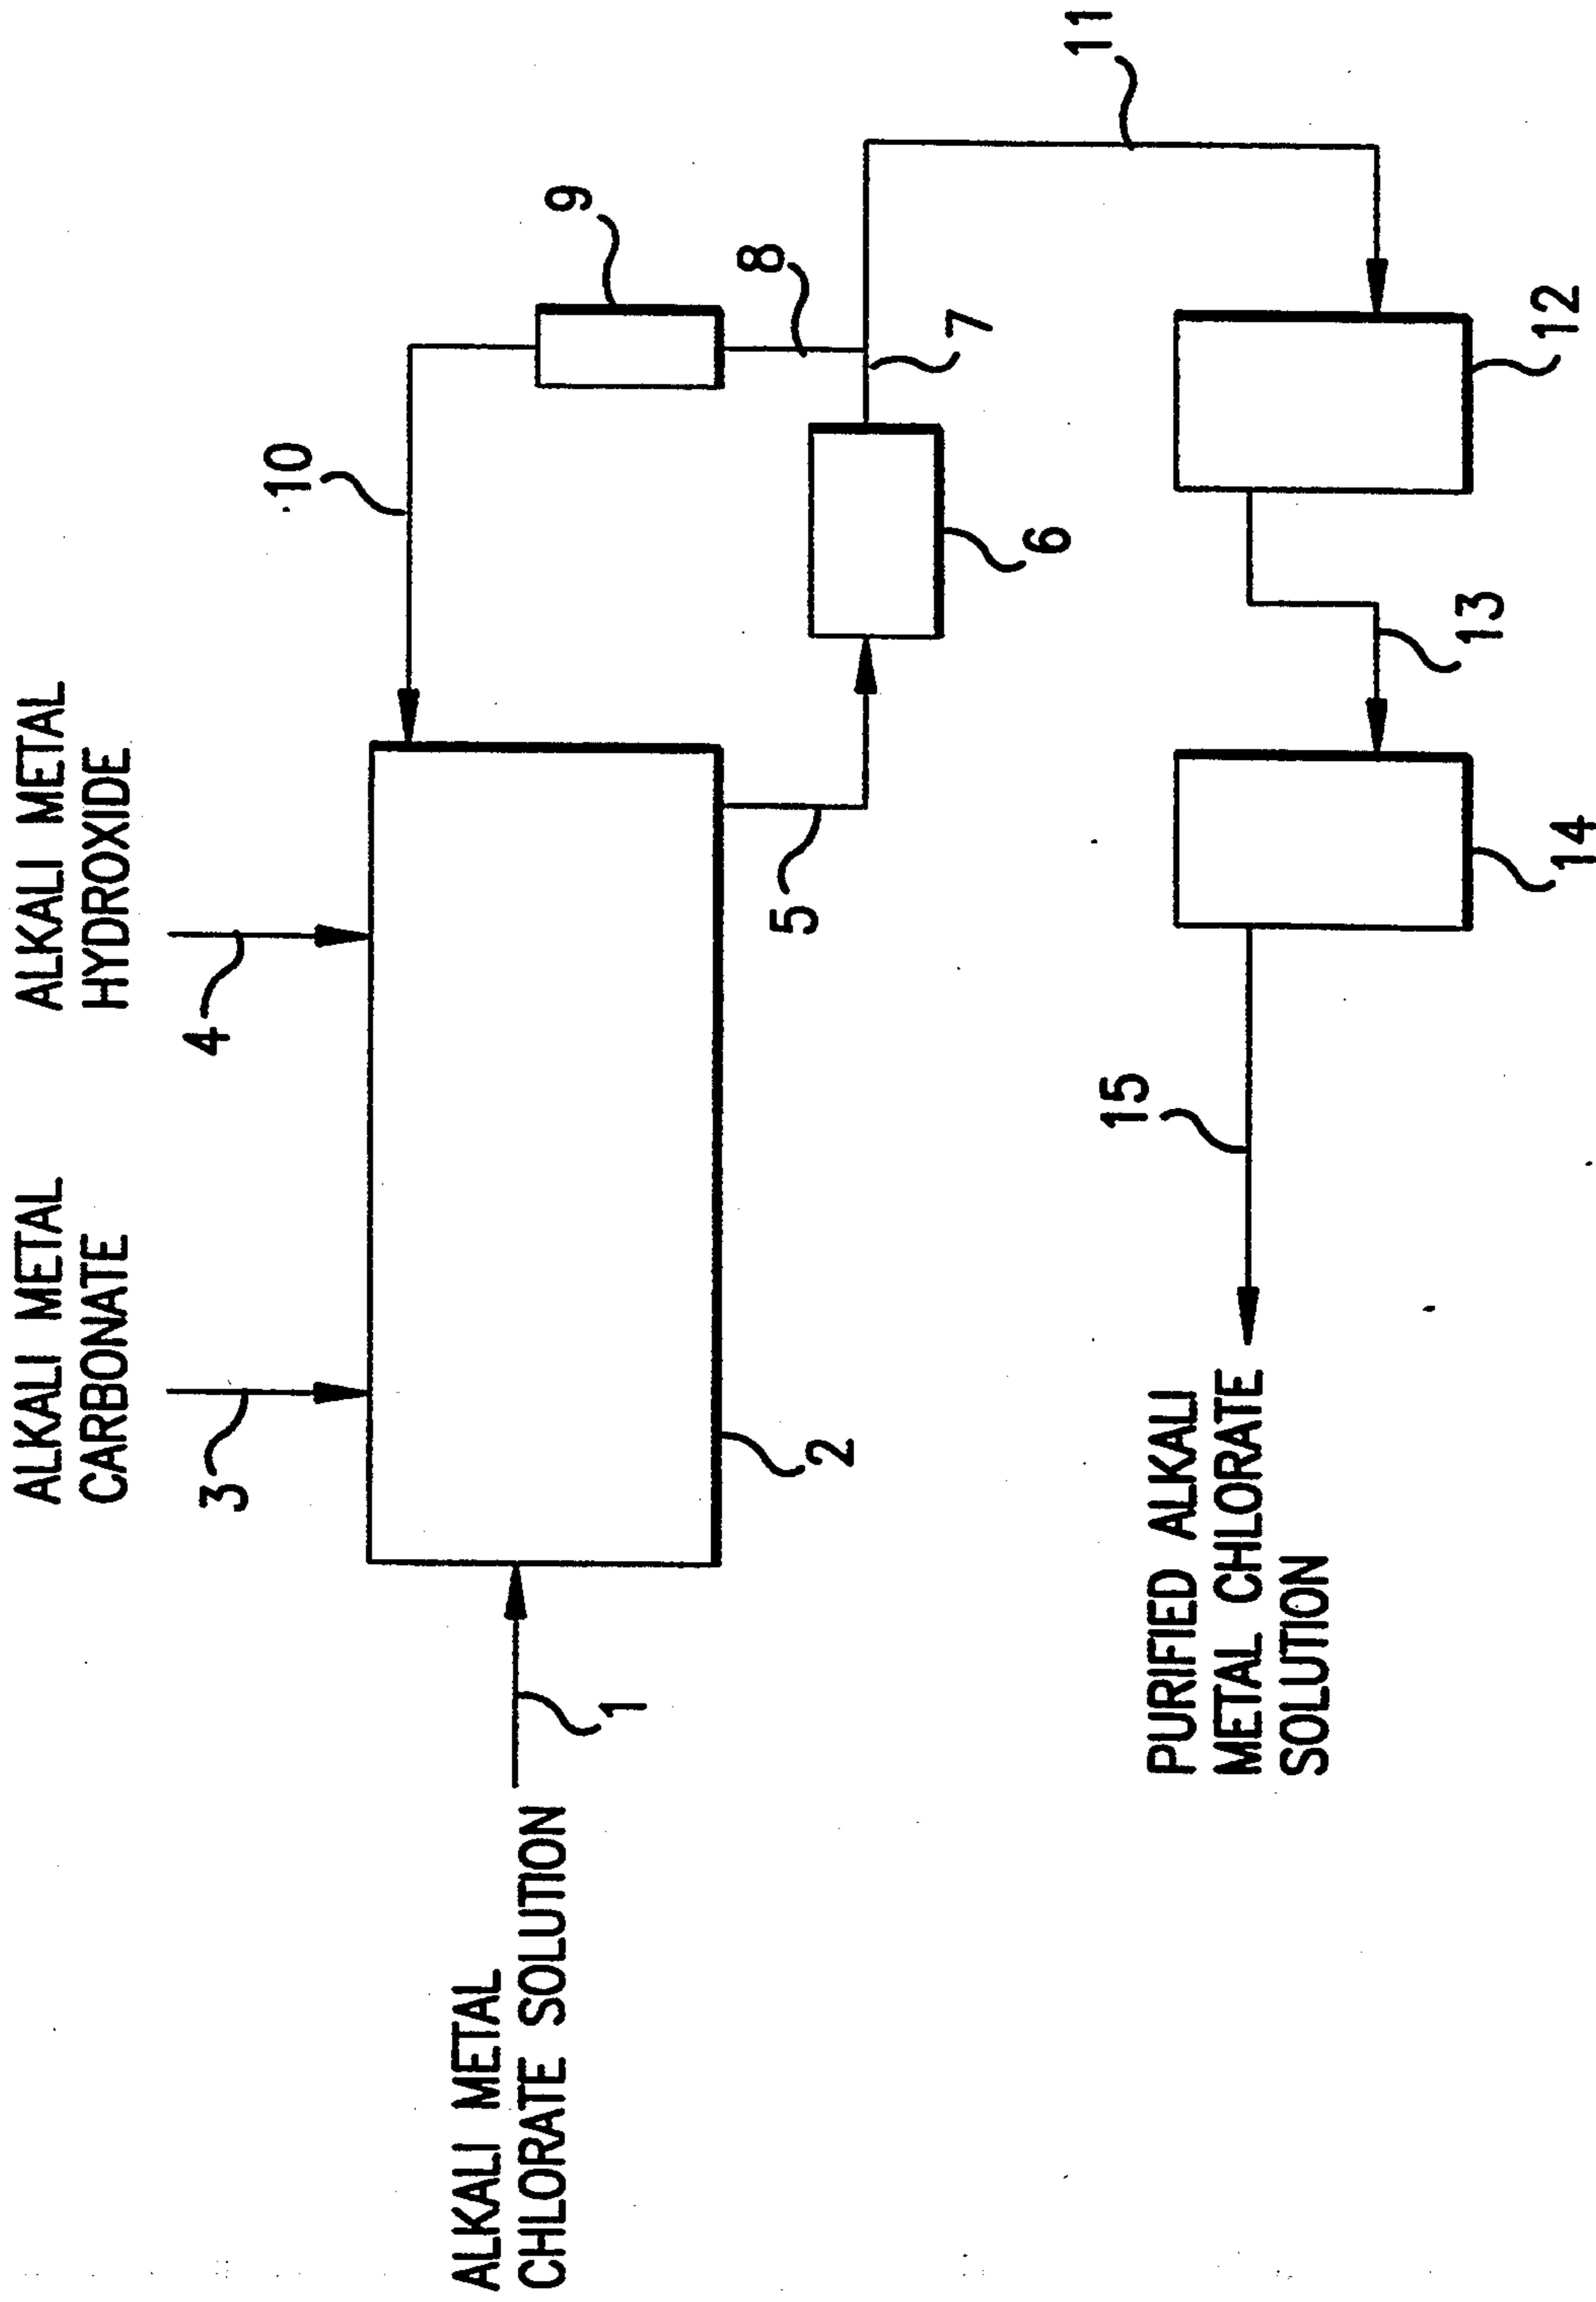 ALKALI METAL
CARBONATE
ALKALI METAL
HYDROXIDE
3
4
10
9
ALKALI METAL
CHLORATE SOLUTION
1
2
5
6
7
8
11
PURIFIED ALKALI
METAL CHLORATE
SOLUTION
15
14
13
12